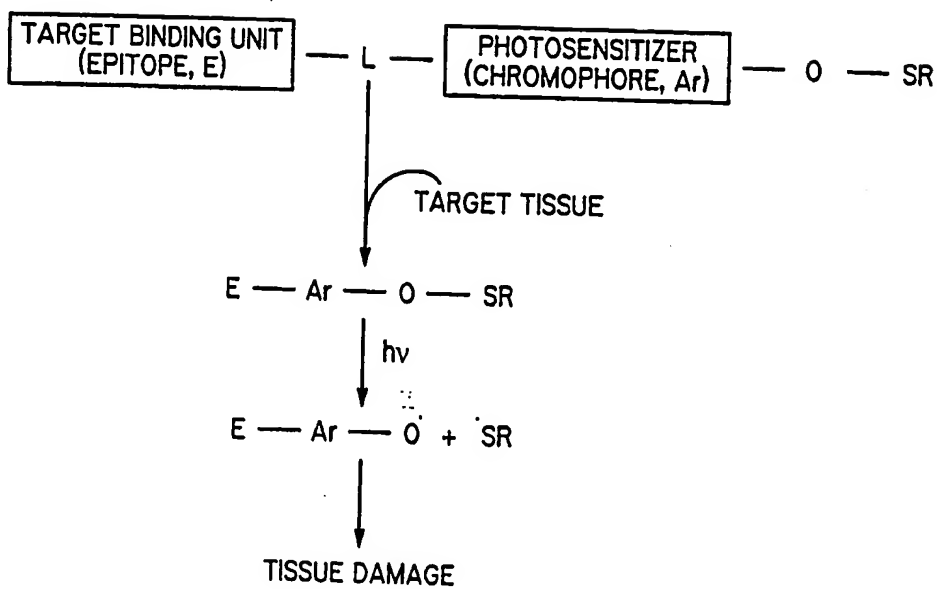 TARGET BINDING UNIT
(EPITOPE, E) — L — PHOTOSENSITIZER
(CHROMOPHORE, Ar) — O — SR
TARGET TISSUE
E — Ar — O — SR
hν
E — Ar — O· + ·SR
TISSUE DAMAGE